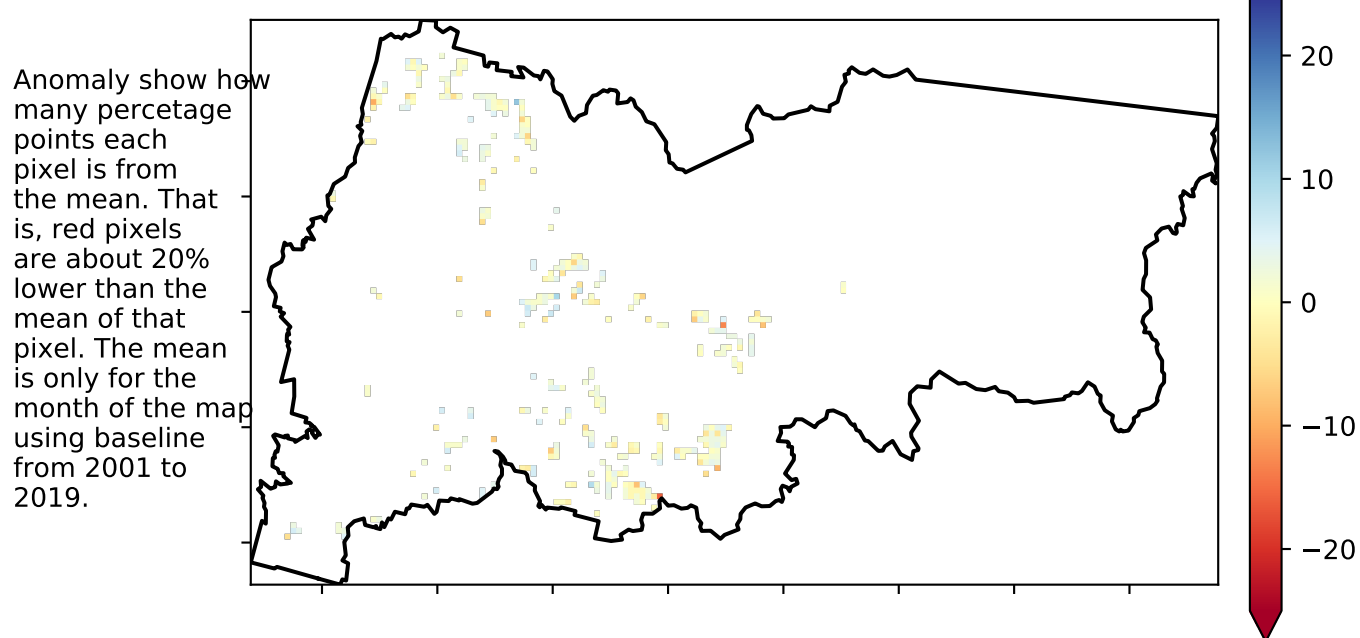 Anomaly show how
many percetage
points each
pixel is from
the mean. That
is, red pixels
are about 20%
lower than the
mean of that
pixel. The mean
is only for the
month of the map
using baseline
from 2001 to
2019.
20
10
0
−10
−20